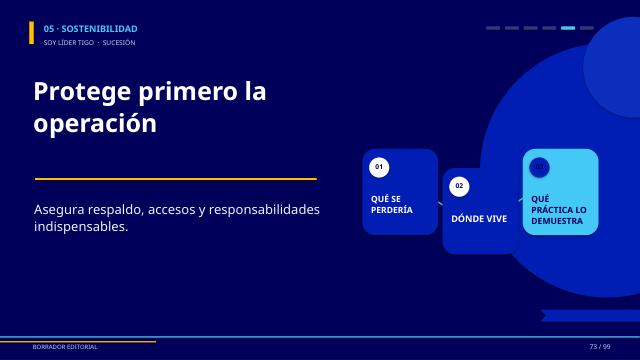 05 · SOSTENIBILIDAD
SOY LÍDER TIGO · SUCESIÓN
Protege primero la
operación
Asegura respaldo, accesos y responsabilidades
indispensables.
01
QUÉ SE
PERDERÍA
02
DÓNDE VIVE
03
QUÉ
PRÁCTICA LO
DEMUESTRA
BORRADOR EDITORIAL
73 / 99